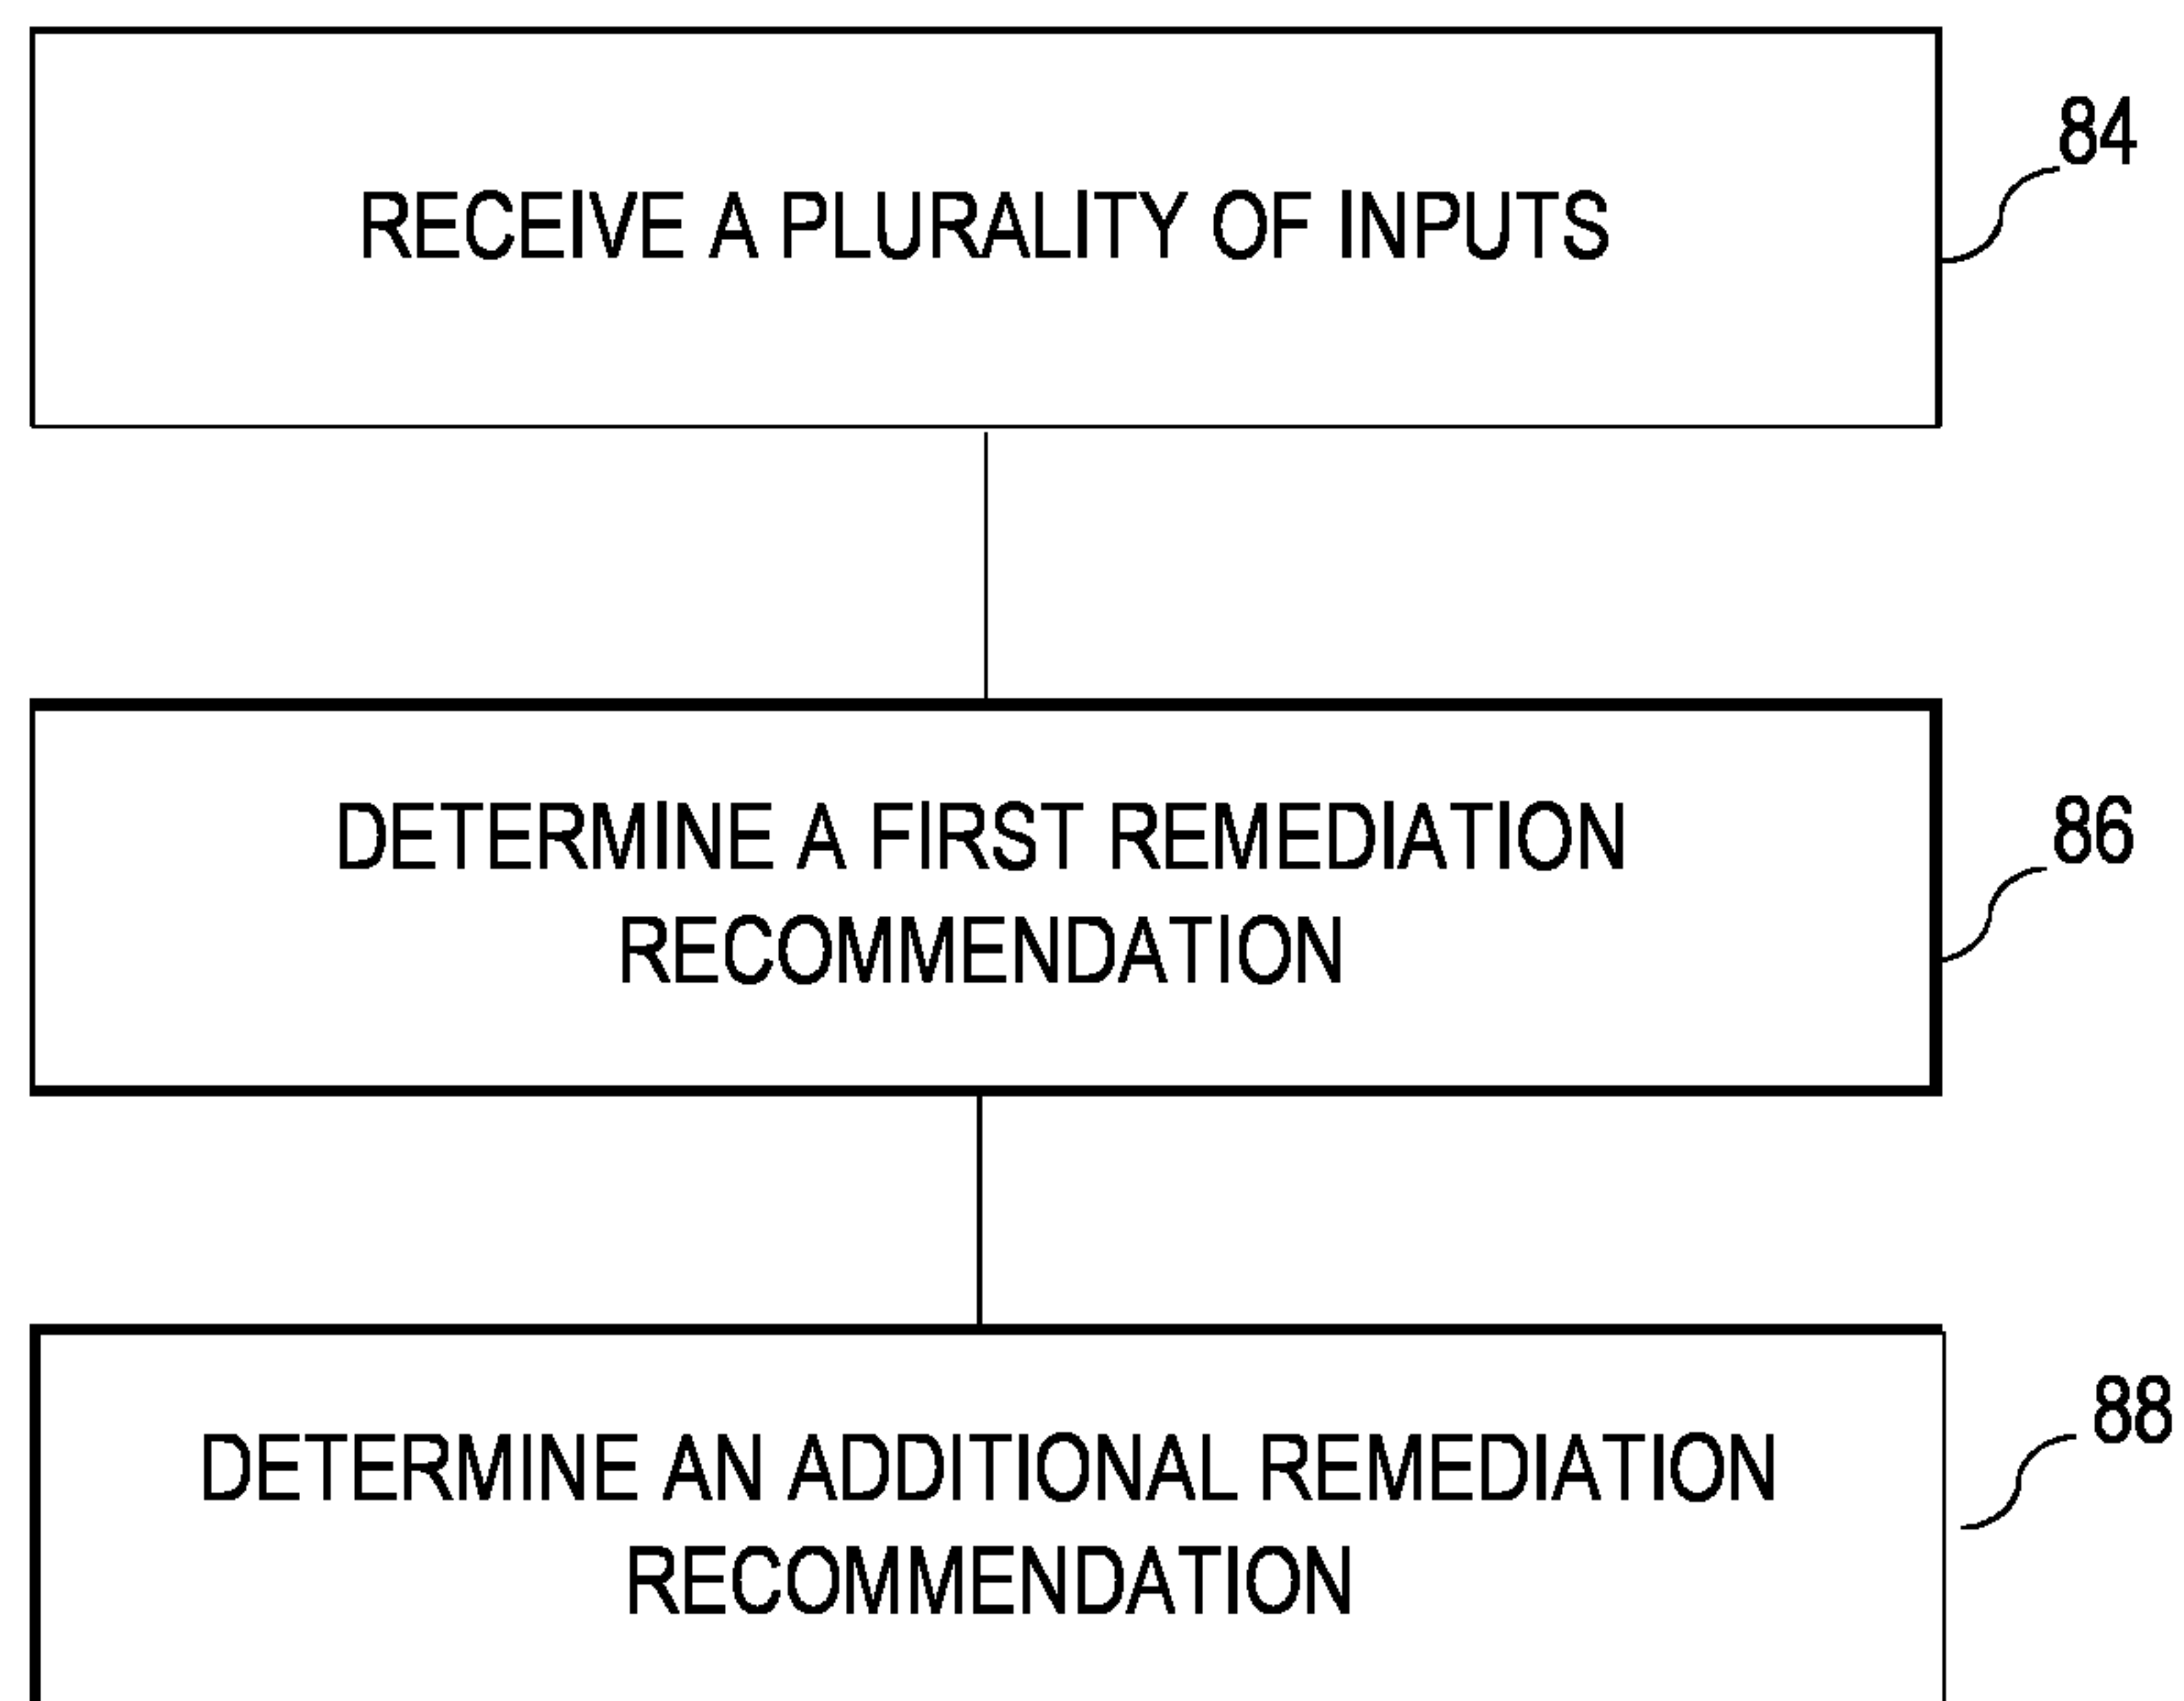 RECEIVE A PLURALITY OF INPUTS
84
DETERMINE A FIRST REMEDIATION
RECOMMENDATION
86
DETERMINE AN ADDITIONAL REMEDIATION
RECOMMENDATION
88